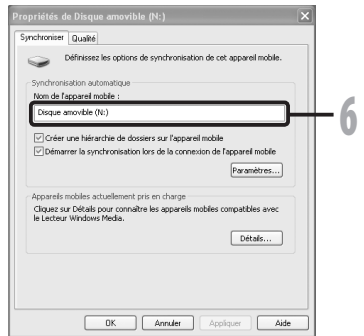 Propriétés de Disque amovible (N:)
Synchroniser Qualité
Définissez les options de synchronisation de cet appareil mobile.
Synchronisation automatique
Nom de l'appareil mobile :
Disque amovible (N:)
6
Créer une hiérarchie de dossiers sur l'appareil mobile
Démarrer la synchronisation lors de la connexion de l'appareil mobile
Paramètres...
Appareils mobiles actuellement pris en charge
Cliquez sur Détails pour connaître les appareils mobiles compatibles avec
le Lecteur Windows Media.
Détails...
OK Annuler Appliquer Aide